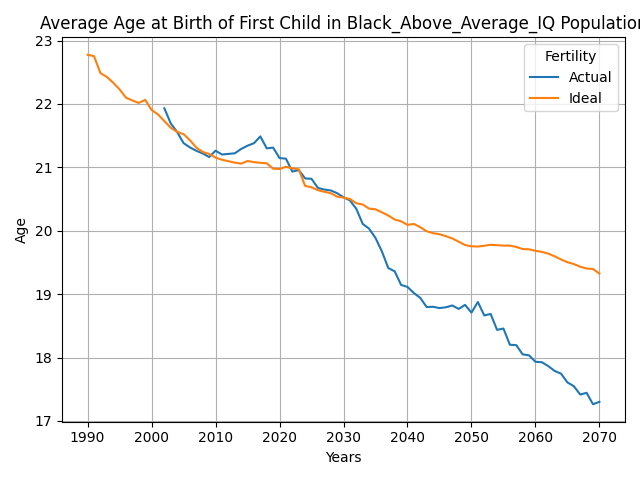 Average Age at Birth of First Child in Black_Above_Average_IQ Population
23
22
21
20
19
18
17
Age
Fertility
Actual
Ideal
1990 2000 2010 2020 2030 2040 2050 2060 2070
Years